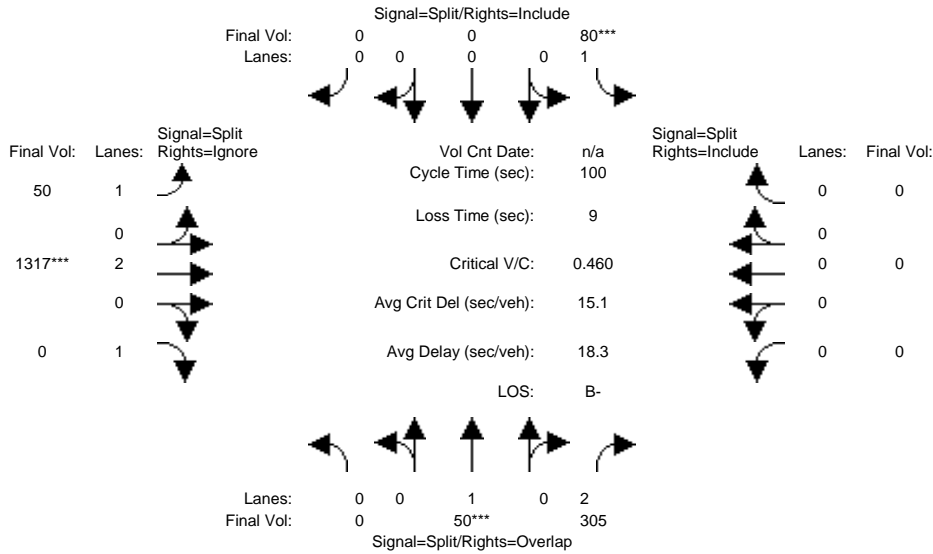 Signal=Split/Rights=Include
Final Vol: 0 0 80***
Lanes: 0 0 0 0 1
Signal=Split
Final Vol: Lanes: Rights=Ignore
Vol Cnt Date: n/a
Signal=Split
Rights=Include Lanes: Final Vol:
Cycle Time (sec): 100
50 1 0 0
Loss Time (sec): 9
0 0
1317*** 2 Critical V/C: 0.460 0 0
0 Avg Crit Del (sec/veh): 15.1 0
0 1 Avg Delay (sec/veh): 18.3 0 0
LOS: B-
Lanes: 0 0 1 0 2
Final Vol: 0 50*** 305
Signal=Split/Rights=Overlap